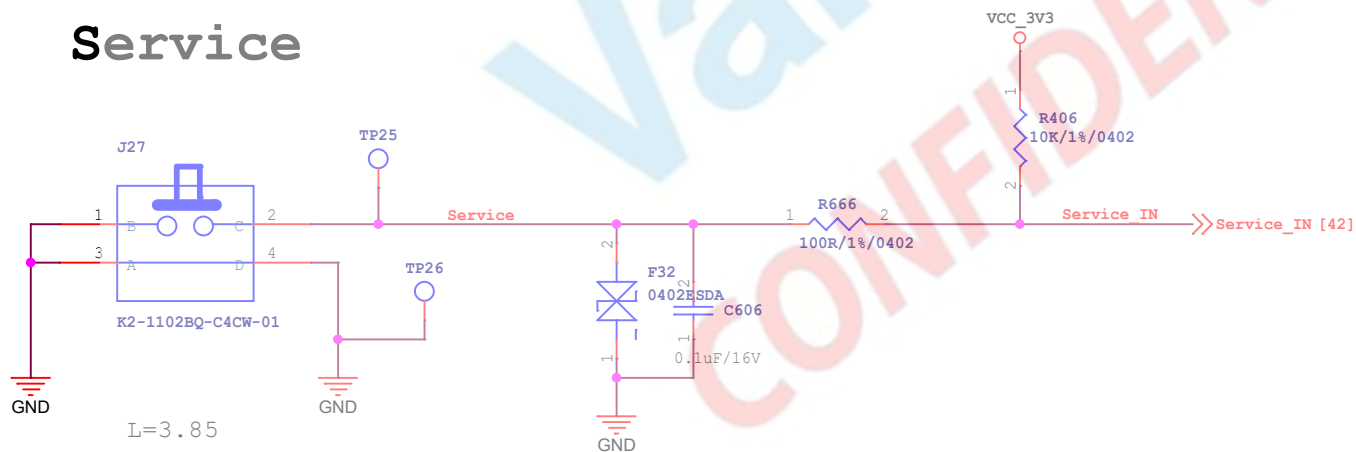 Service
VCC_3V3
1
R406
10K/1%/0402
2
J27
TP25
1
B
C
2
Service
1
R666
2
100R/1%/0402
Service_IN
Service_IN [42]
3
A
D
4
TP26
K2-1102BQ-C4CW-01
2
F32
0402ESDA
1
2
C606
1
0.1uF/16V
GND
GND
GND
L=3.85
Va
CONFIDE